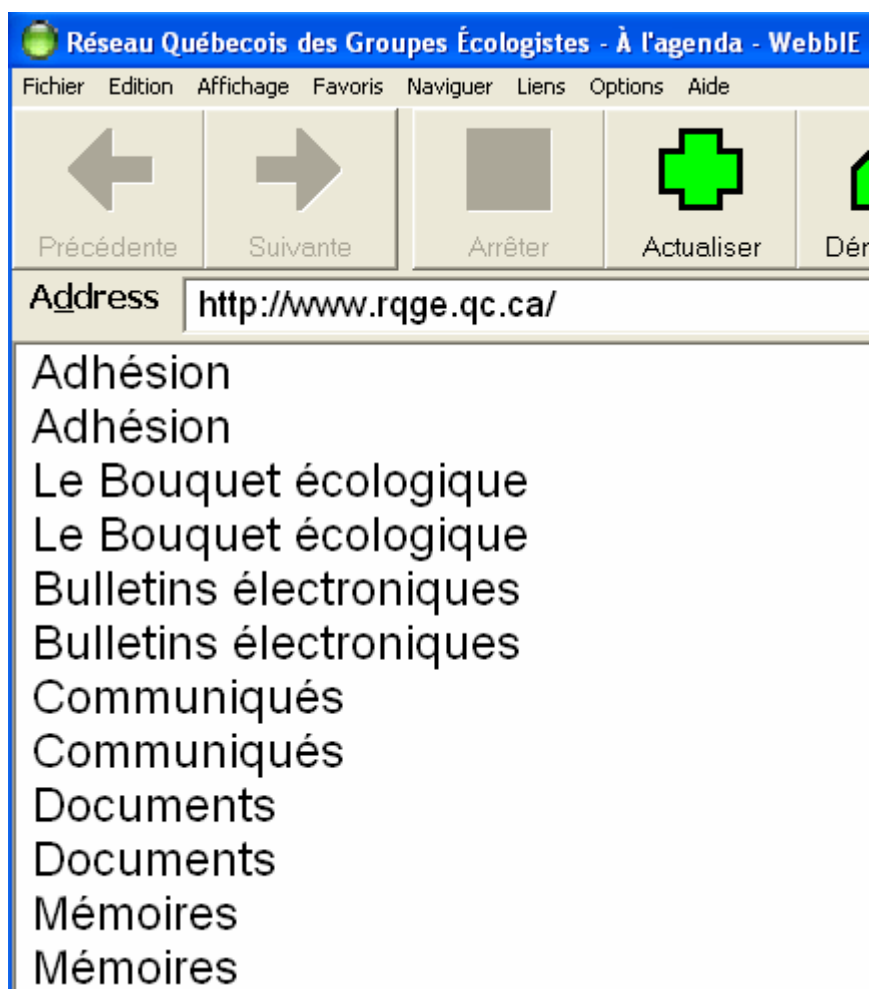 Réseau Québecois des Groupes Écologistes - À l'agenda - WebbIE
Fichier Edition Affichage Favoris Naviguer Liens Options Aide
Précédente Suivante Arrêter Actualiser
Address http://www.rqge.qc.ca/
Adhésion
Adhésion
Le Bouquet écologique
Le Bouquet écologique
Bulletins électroniques
Bulletins électroniques
Communiqués
Communiqués
Documents
Documents
Mémoires
Mémoires